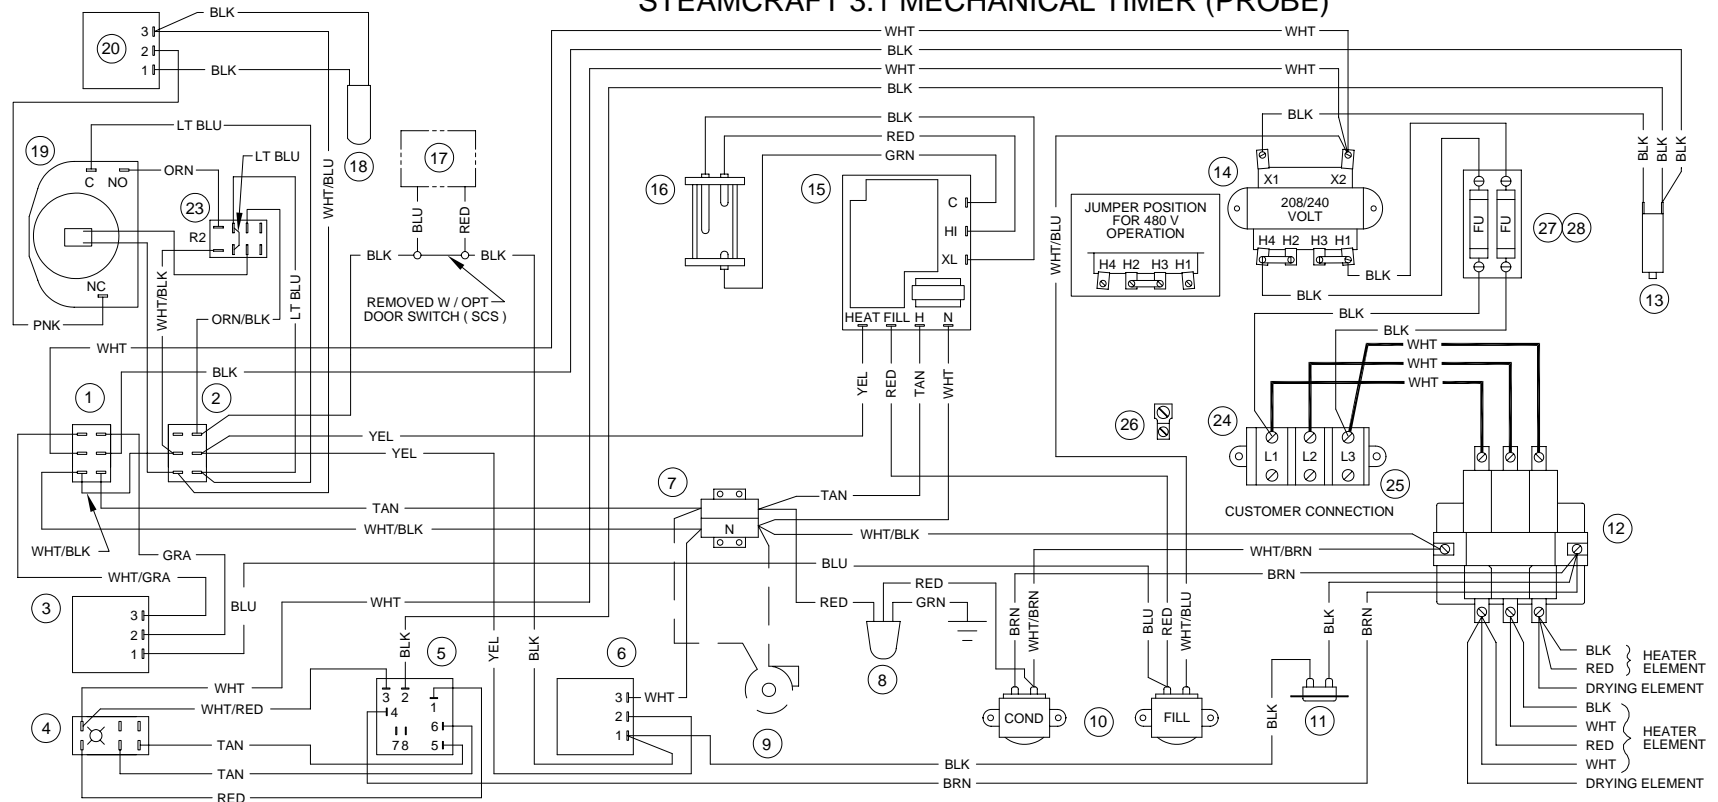 STEAMCRAFT 3.1 MECHANICAL TIMER (PROBE)
BLK
WHT
WHT
3
20
2
BLK
1
BLK
WHT
WHT
BLK
LT BLU
BLK
BLK
19
18
17
RED
LT BLU
GRN
C NO
ORN
16
15
14
X1 X2
BLK
BLK
BLK
BLK
BLK
23
WHT/BLU
BLU
RED
C
JUMPER POSITION
FOR 480 V
OPERATION
208/240
VOLT
FU
FU
27
28
R2
HI
H4 H2 H3 H1
BLK
BLK
XL
WHT/BLU
H4 H2 H3 H1
BLK
NC
WHT/BLK
LT BLU
REMOVED W / OPT
DOOR SWITCH ( SCS )
BLK
13
PNK
ORN/BLK
HEAT FILL H N
BLK
BLK
WHT
WHT
BLK
WHT
WHT
1
2
YEL
RED
TAN
WHT
26
24
YEL
L1 L2 L3
YEL
25
7
TAN
CUSTOMER CONNECTION
TAN
WHT/BLK
N
WHT/BLK
12
WHT/BLK
GRA
WHT/BRN
BLU
WHT/GRA
BRN
RED
3
3
2
1
BLU
WHT
RED
GRN
BRN
WHT/BRN
BLU
RED
WHT/BLU
BLK
BRN
BLK
YEL
BLK
5
6
8
BLK
RED
HEATER
ELEMENT
WHT
WHT/RED
3 2
1
4
3
WHT
DRYING ELEMENT
4
6
2
9
COND
10
FILL
BLK
11
BLK
WHT
RED
WHT
HEATER
ELEMENT
TAN
7 8
5
1
BLK
TAN
BRN
DRYING ELEMENT
RED